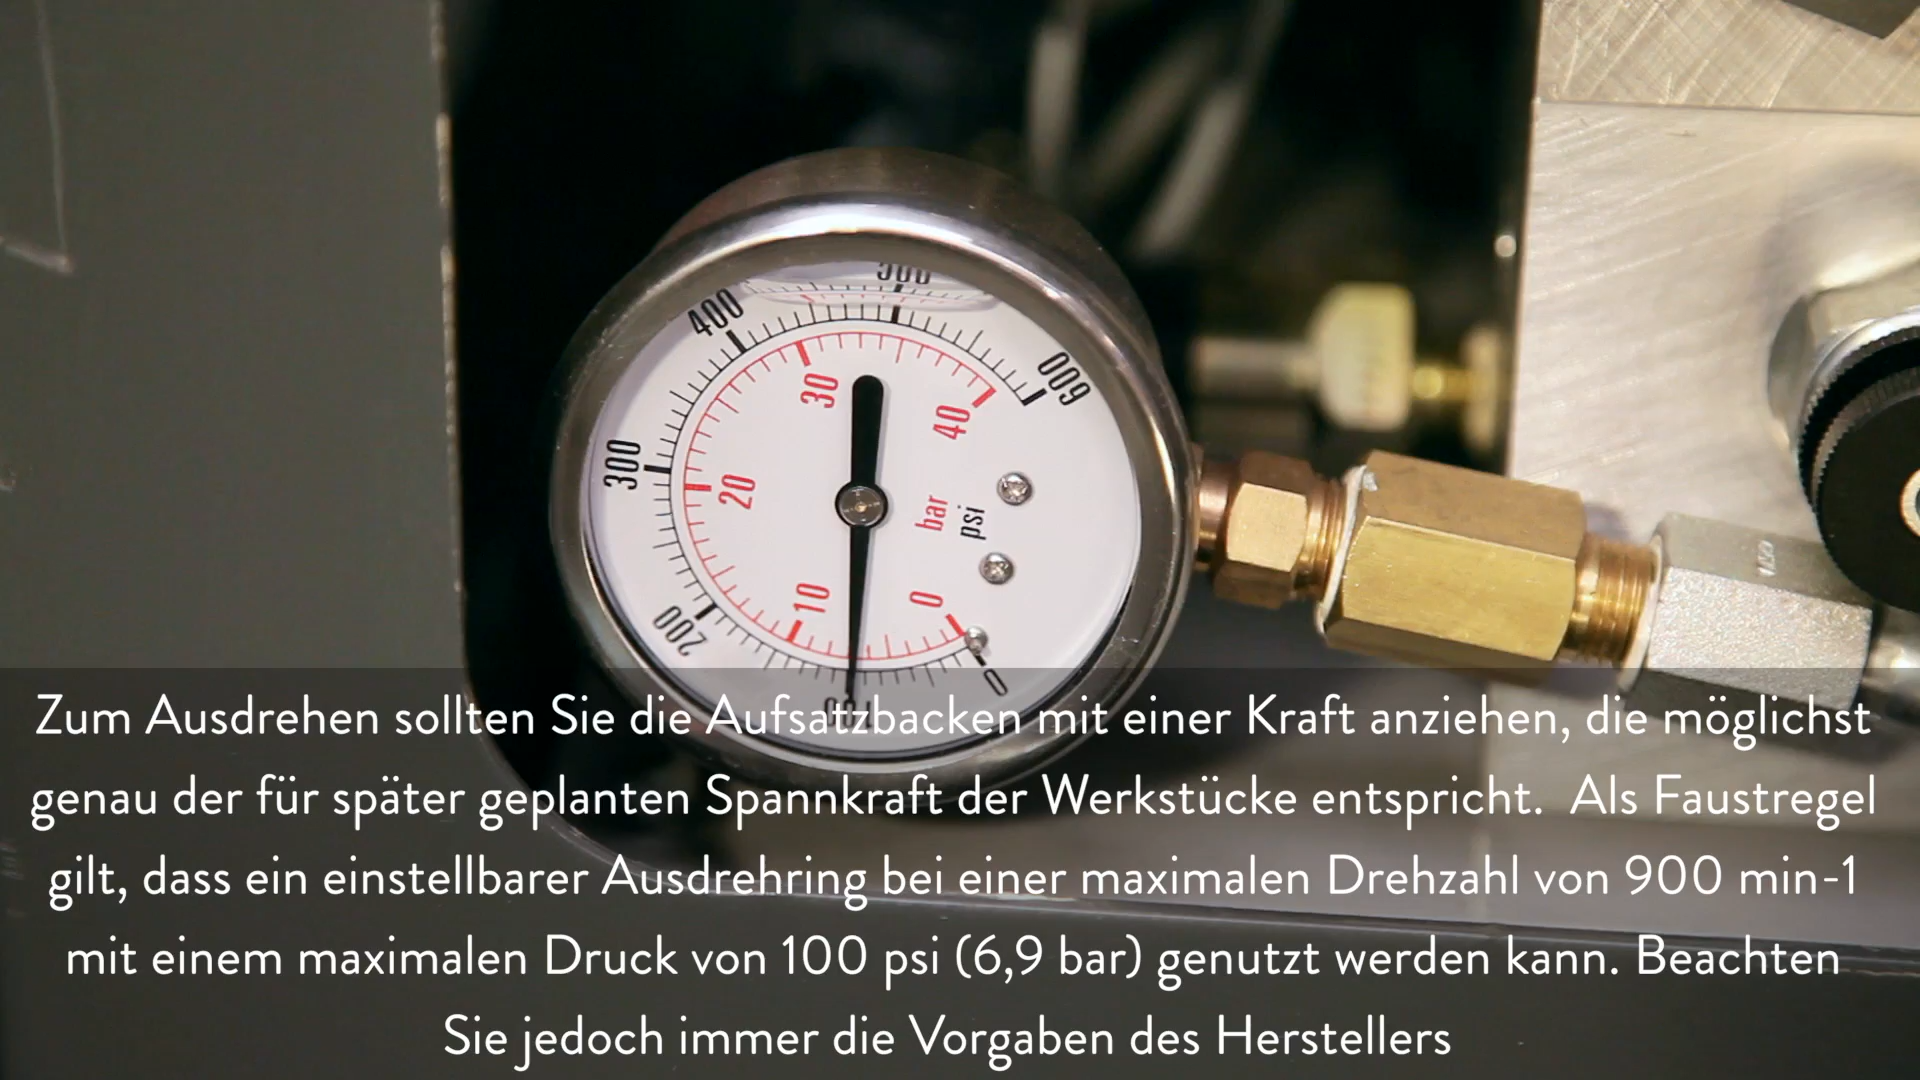 500
400
600
30
40
300
20
bar
psi
10
0
200
0
100
Zum Ausdrehen sollten Sie die Aufsatzbacken mit einer Kraft anziehen, die möglichst
genau der für später geplanten Spannkraft der Werkstücke entspricht. Als Faustregel
gilt, dass ein einstellbarer Ausdrehring bei einer maximalen Drehzahl von 900 min-1
mit einem maximalen Druck von 100 psi (6,9 bar) genutzt werden kann. Beachten
Sie jedoch immer die Vorgaben des Herstellers